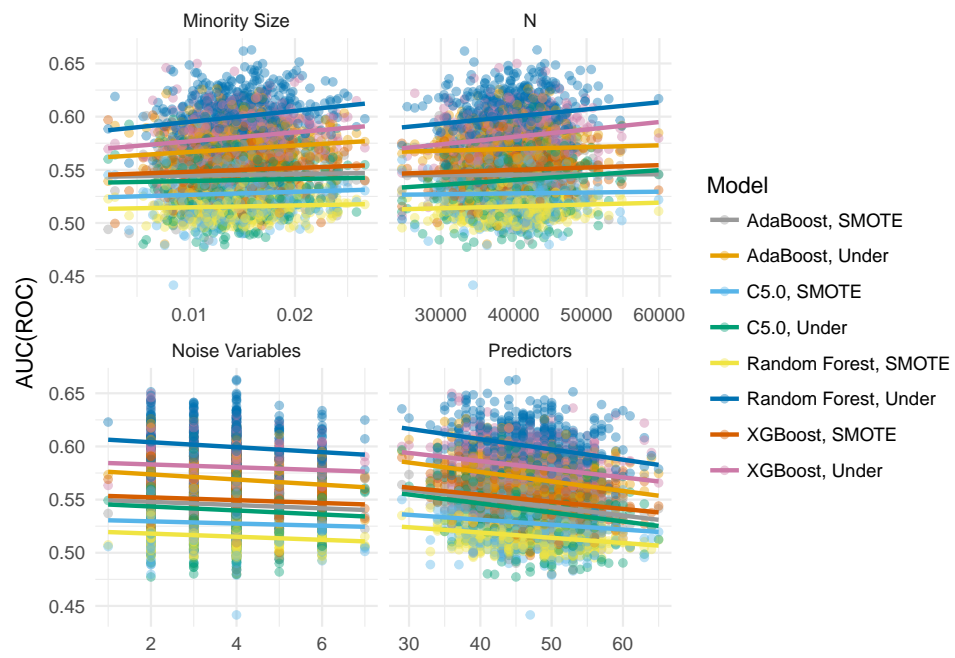 Minority Size
N
0.65
0.60
0.55
0.50
0.45
0.01
0.02
30000
40000
50000
60000
AUC(ROC)
Noise Variables
Predictors
0.65
0.60
0.55
0.50
0.45
2
4
6
30
40
50
60
Model
AdaBoost, SMOTE
AdaBoost, Under
C5.0, SMOTE
C5.0, Under
Random Forest, SMOTE
Random Forest, Under
XGBoost, SMOTE
XGBoost, Under